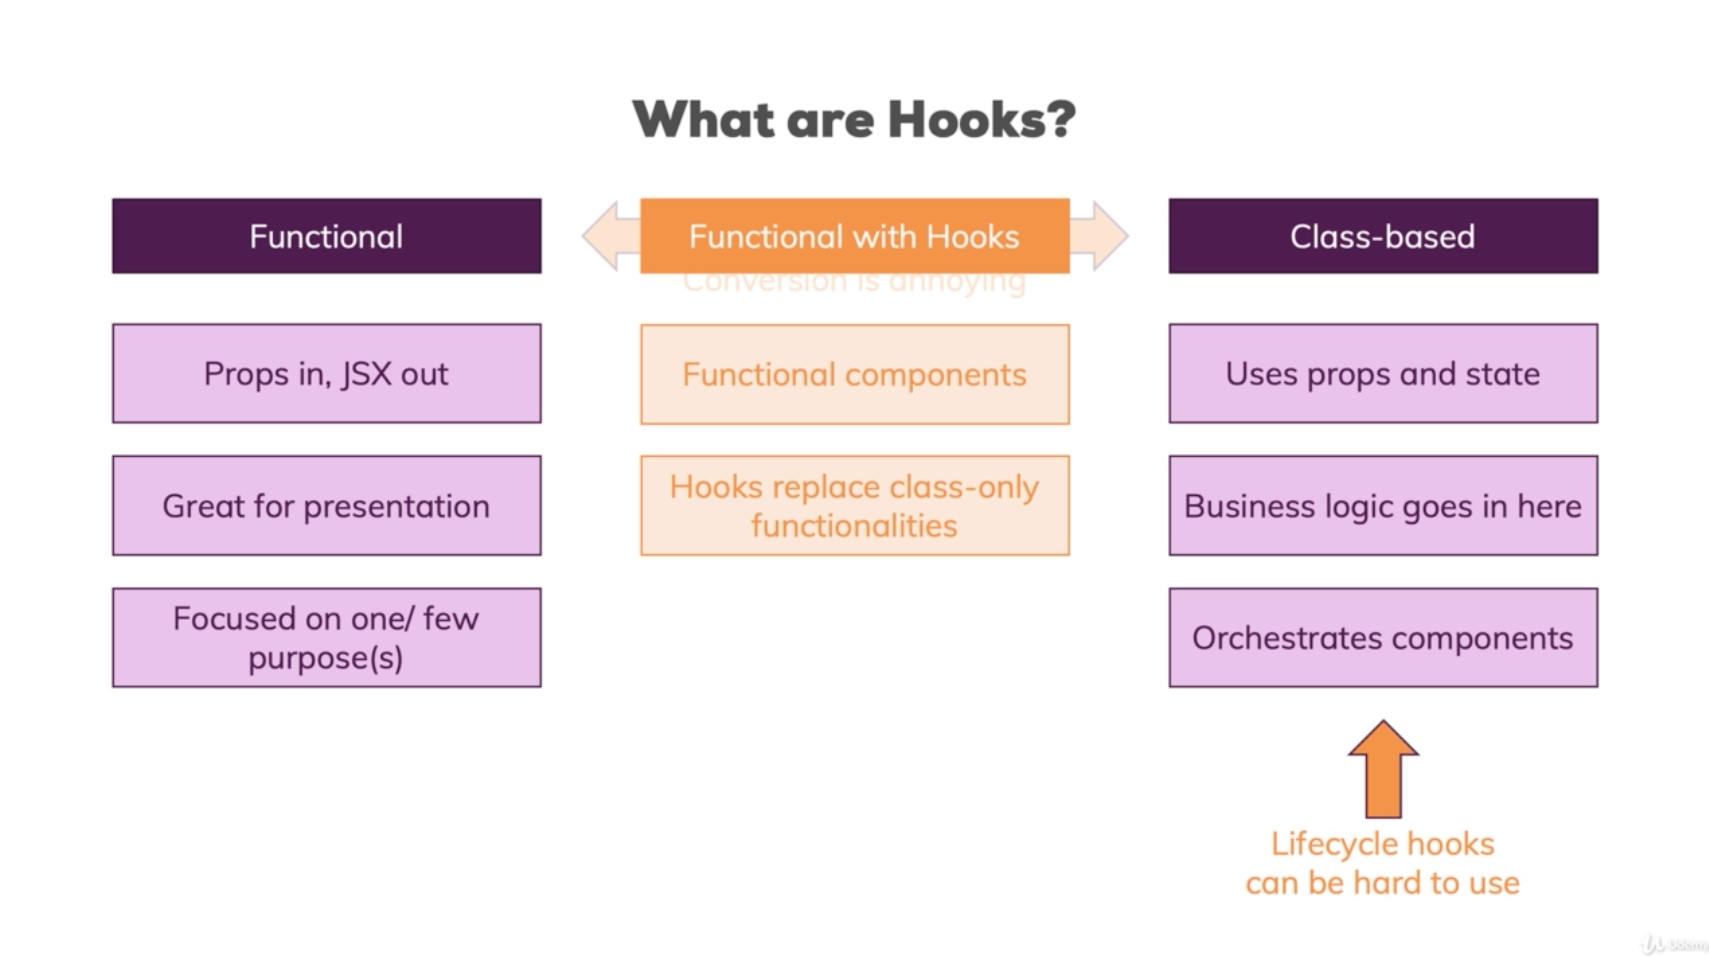 What are Hooks?
Functional
Functional with Hooks
Class-based
Conversion is annoying
Props in, JSX out
Functional components
Uses props and state
Great for presentation
Hooks replace class-only
functionalities
Business logic goes in here
Focused on one/ few
purpose(s)
Orchestrates components
Lifecycle hooks
can be hard to use
Udemy